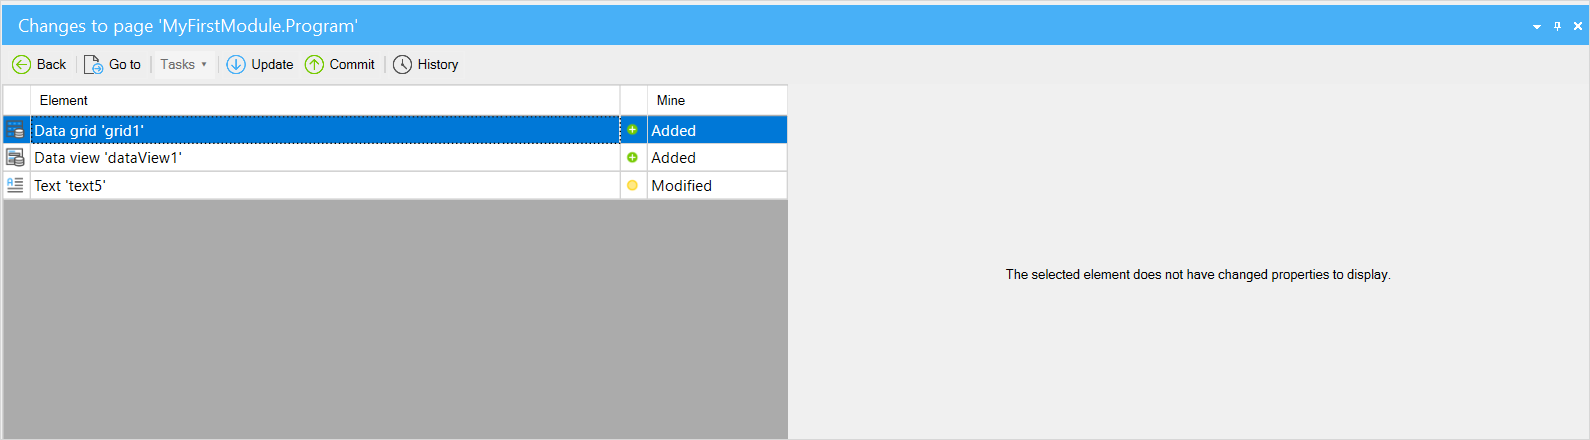 Changes to page 'MyFirstModule.Program'
Back Go to Tasks Update Commit History
Element Mine
Data grid 'grid1' Added
Data view 'dataView1' Added
Text 'text5' Modified
The selected element does not have changed properties to display.